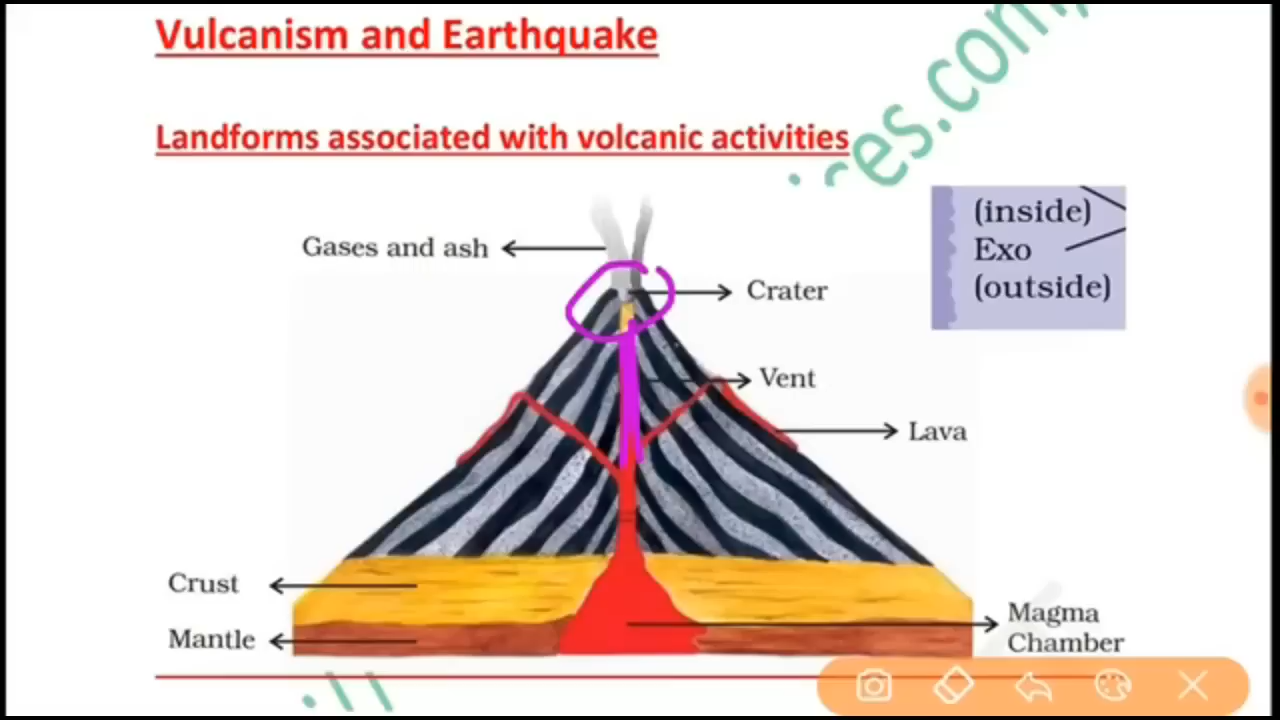 Vulcanism and Earthquake
Landforms associated with volcanic activities
(inside)
Exo
(outside)
Gases and ash
Crater
Vent
Lava
Crust
Mantle
Magma
Chamber